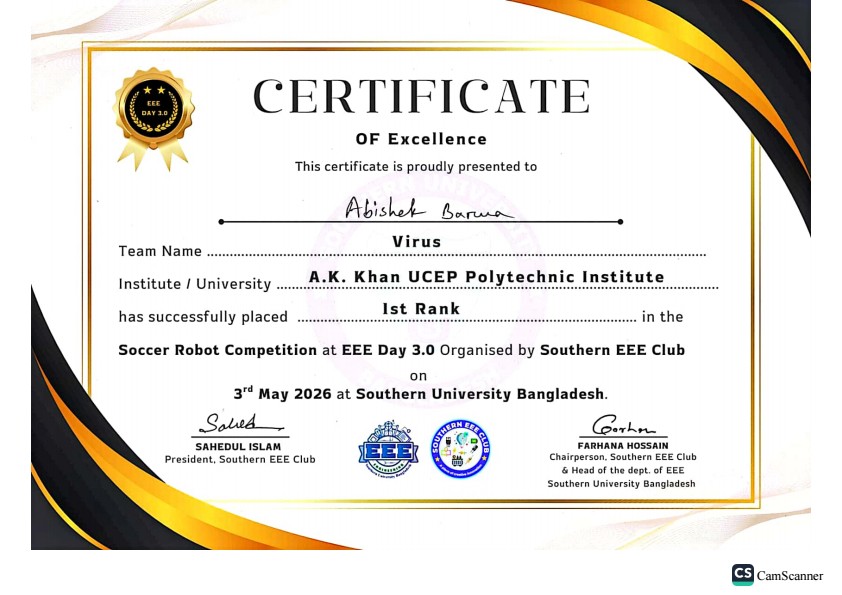 EEE
DAY 3.0
CERTIFICATE
OF Excellence
This certificate is proudly presented to
Abishek Barua
Team Name Virus
Institute / University A.K. Khan UCEP Polytechnic Institute
has successfully placed 1st Rank in the
Soccer Robot Competition at EEE Day 3.0 Organised by Southern EEE Club
on
3rd May 2026 at Southern University Bangladesh.
SAHEDUL ISLAM
President, Southern EEE Club
EEE
SOUTHERN EEE CLUB
FARHANA HOSSAIN
Chairperson, Southern EEE Club
& Head of the dept. of EEE
Southern University Bangladesh
CS CamScanner